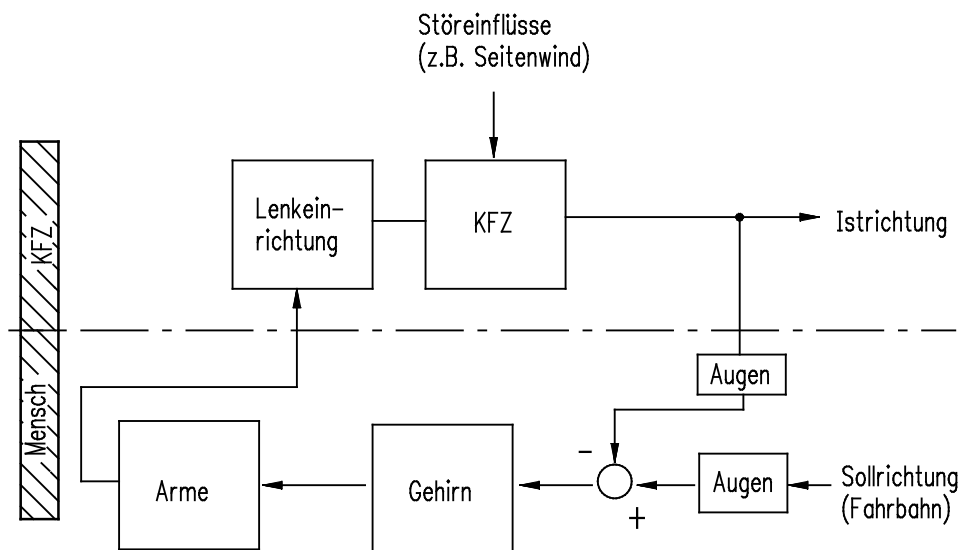 Störeinflüsse
(z.B. Seitenwind)
Lenkein-
richtung
KFZ
Istrichtung
KFZ
Mensch
Augen
-
+
Arme
Gehirn
Augen
Sollrichtung
(Fahrbahn)